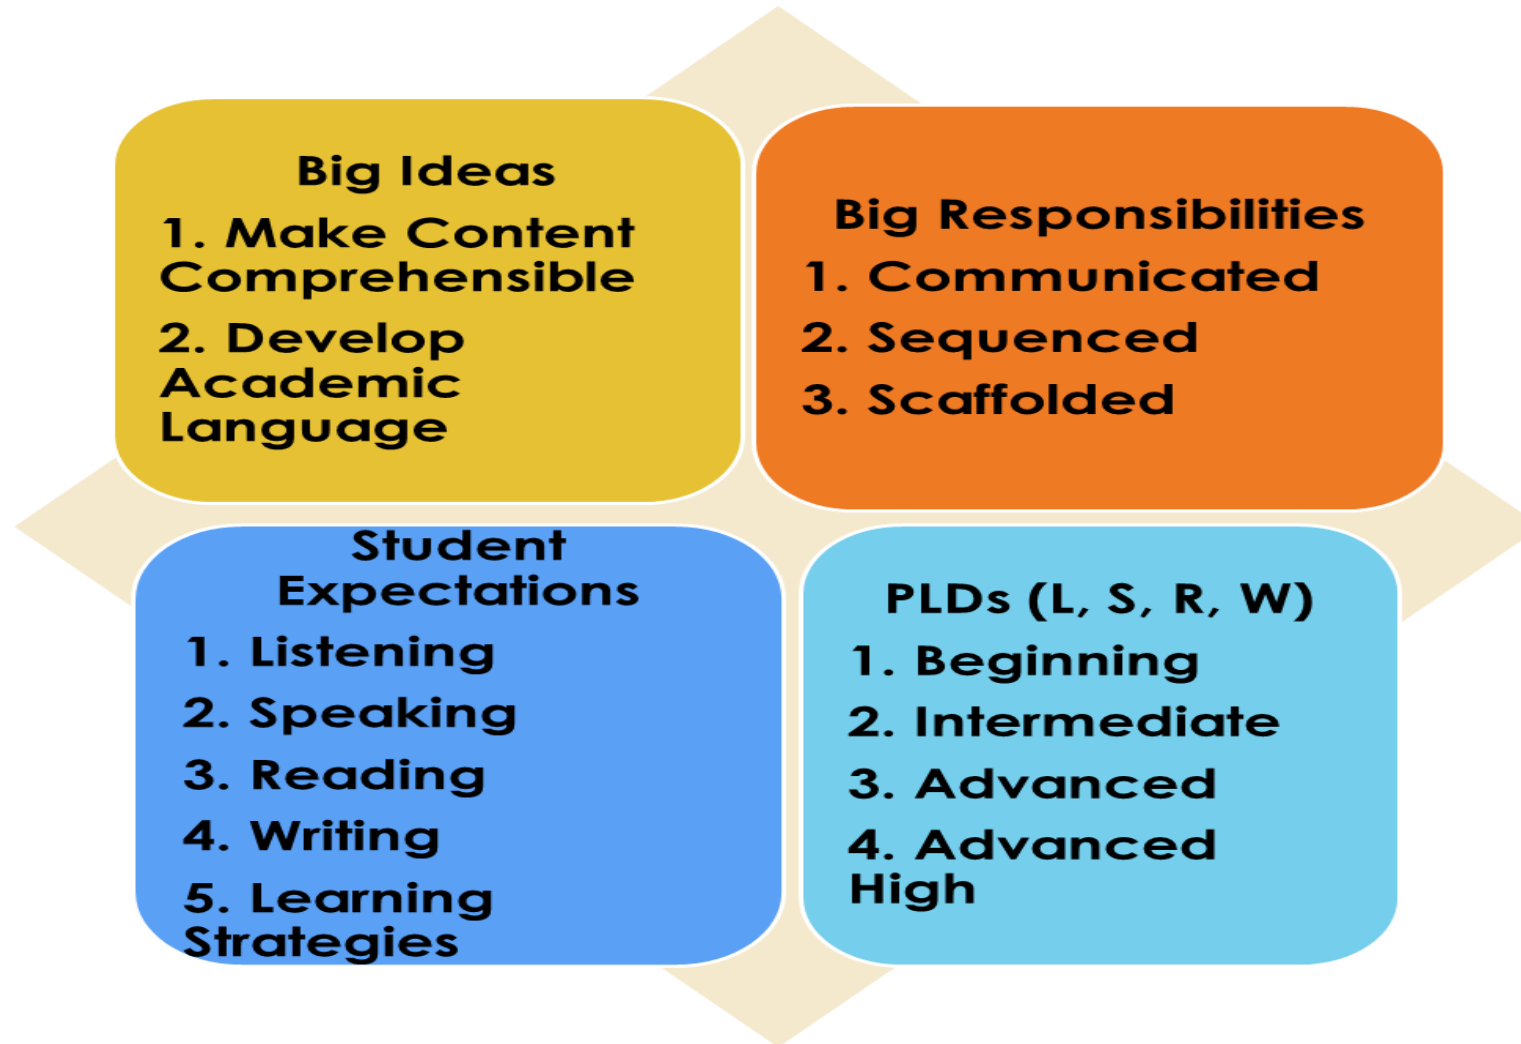 Big Ideas
1. Make Content
Comprehensible
2. Develop
Academic
Language
Big Responsibilities
1. Communicated
2. Sequenced
3. Scaffolded
Student
Expectations
1. Listening
2. Speaking
3. Reading
4. Writing
5. Learning
Strategies
PLDs (L, S, R, W)
1. Beginning
2. Intermediate
3. Advanced
4. Advanced
High